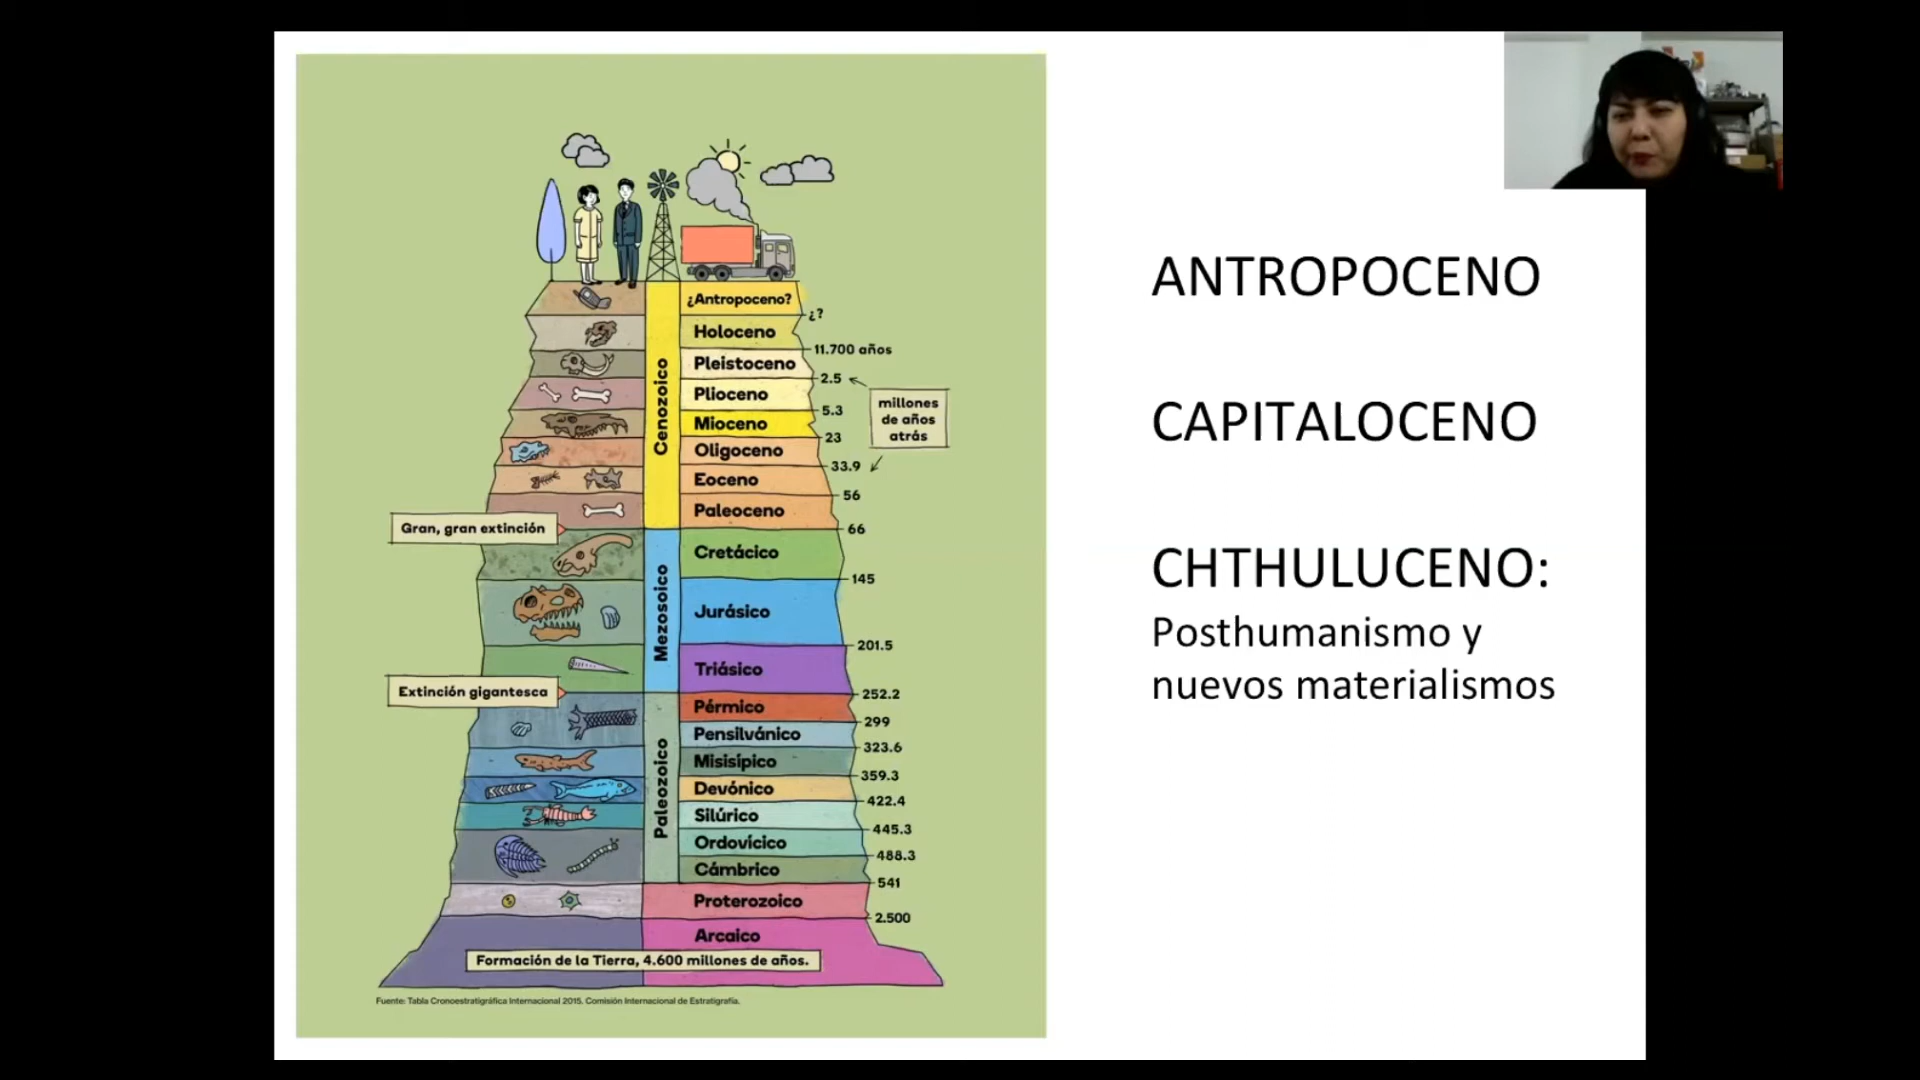 ¿Antropoceno?
¿?
Holoceno
11.700 años
Pleistoceno
2.5
Plioceno
5.3
millones
de años
atrás
Mioceno
23
Oligoceno
33.9
Eoceno
56
Paleoceno
66
Cenozoico
Gran, gran extinción
Cretácico
145
Jurásico
201.5
Triásico
252.2
Mezosoico
Extinción gigantesca
Pérmico
299
Pensilvánico
323.6
Misisípico
359.3
Devónico
422.4
Silúrico
445.3
Ordovícico
488.3
Cámbrico
541
Paleozoico
Proterozoico
2.500
Arcaico
Formación de la Tierra, 4.600 millones de años.
Fuente: Tabla Cronoestratigráfica Internacional 2015. Comisión Internacional de Estratigrafía.
ANTROPOCENO
CAPITALOCENO
CHTHULUCENO:
Posthumanismo y
nuevos materialismos